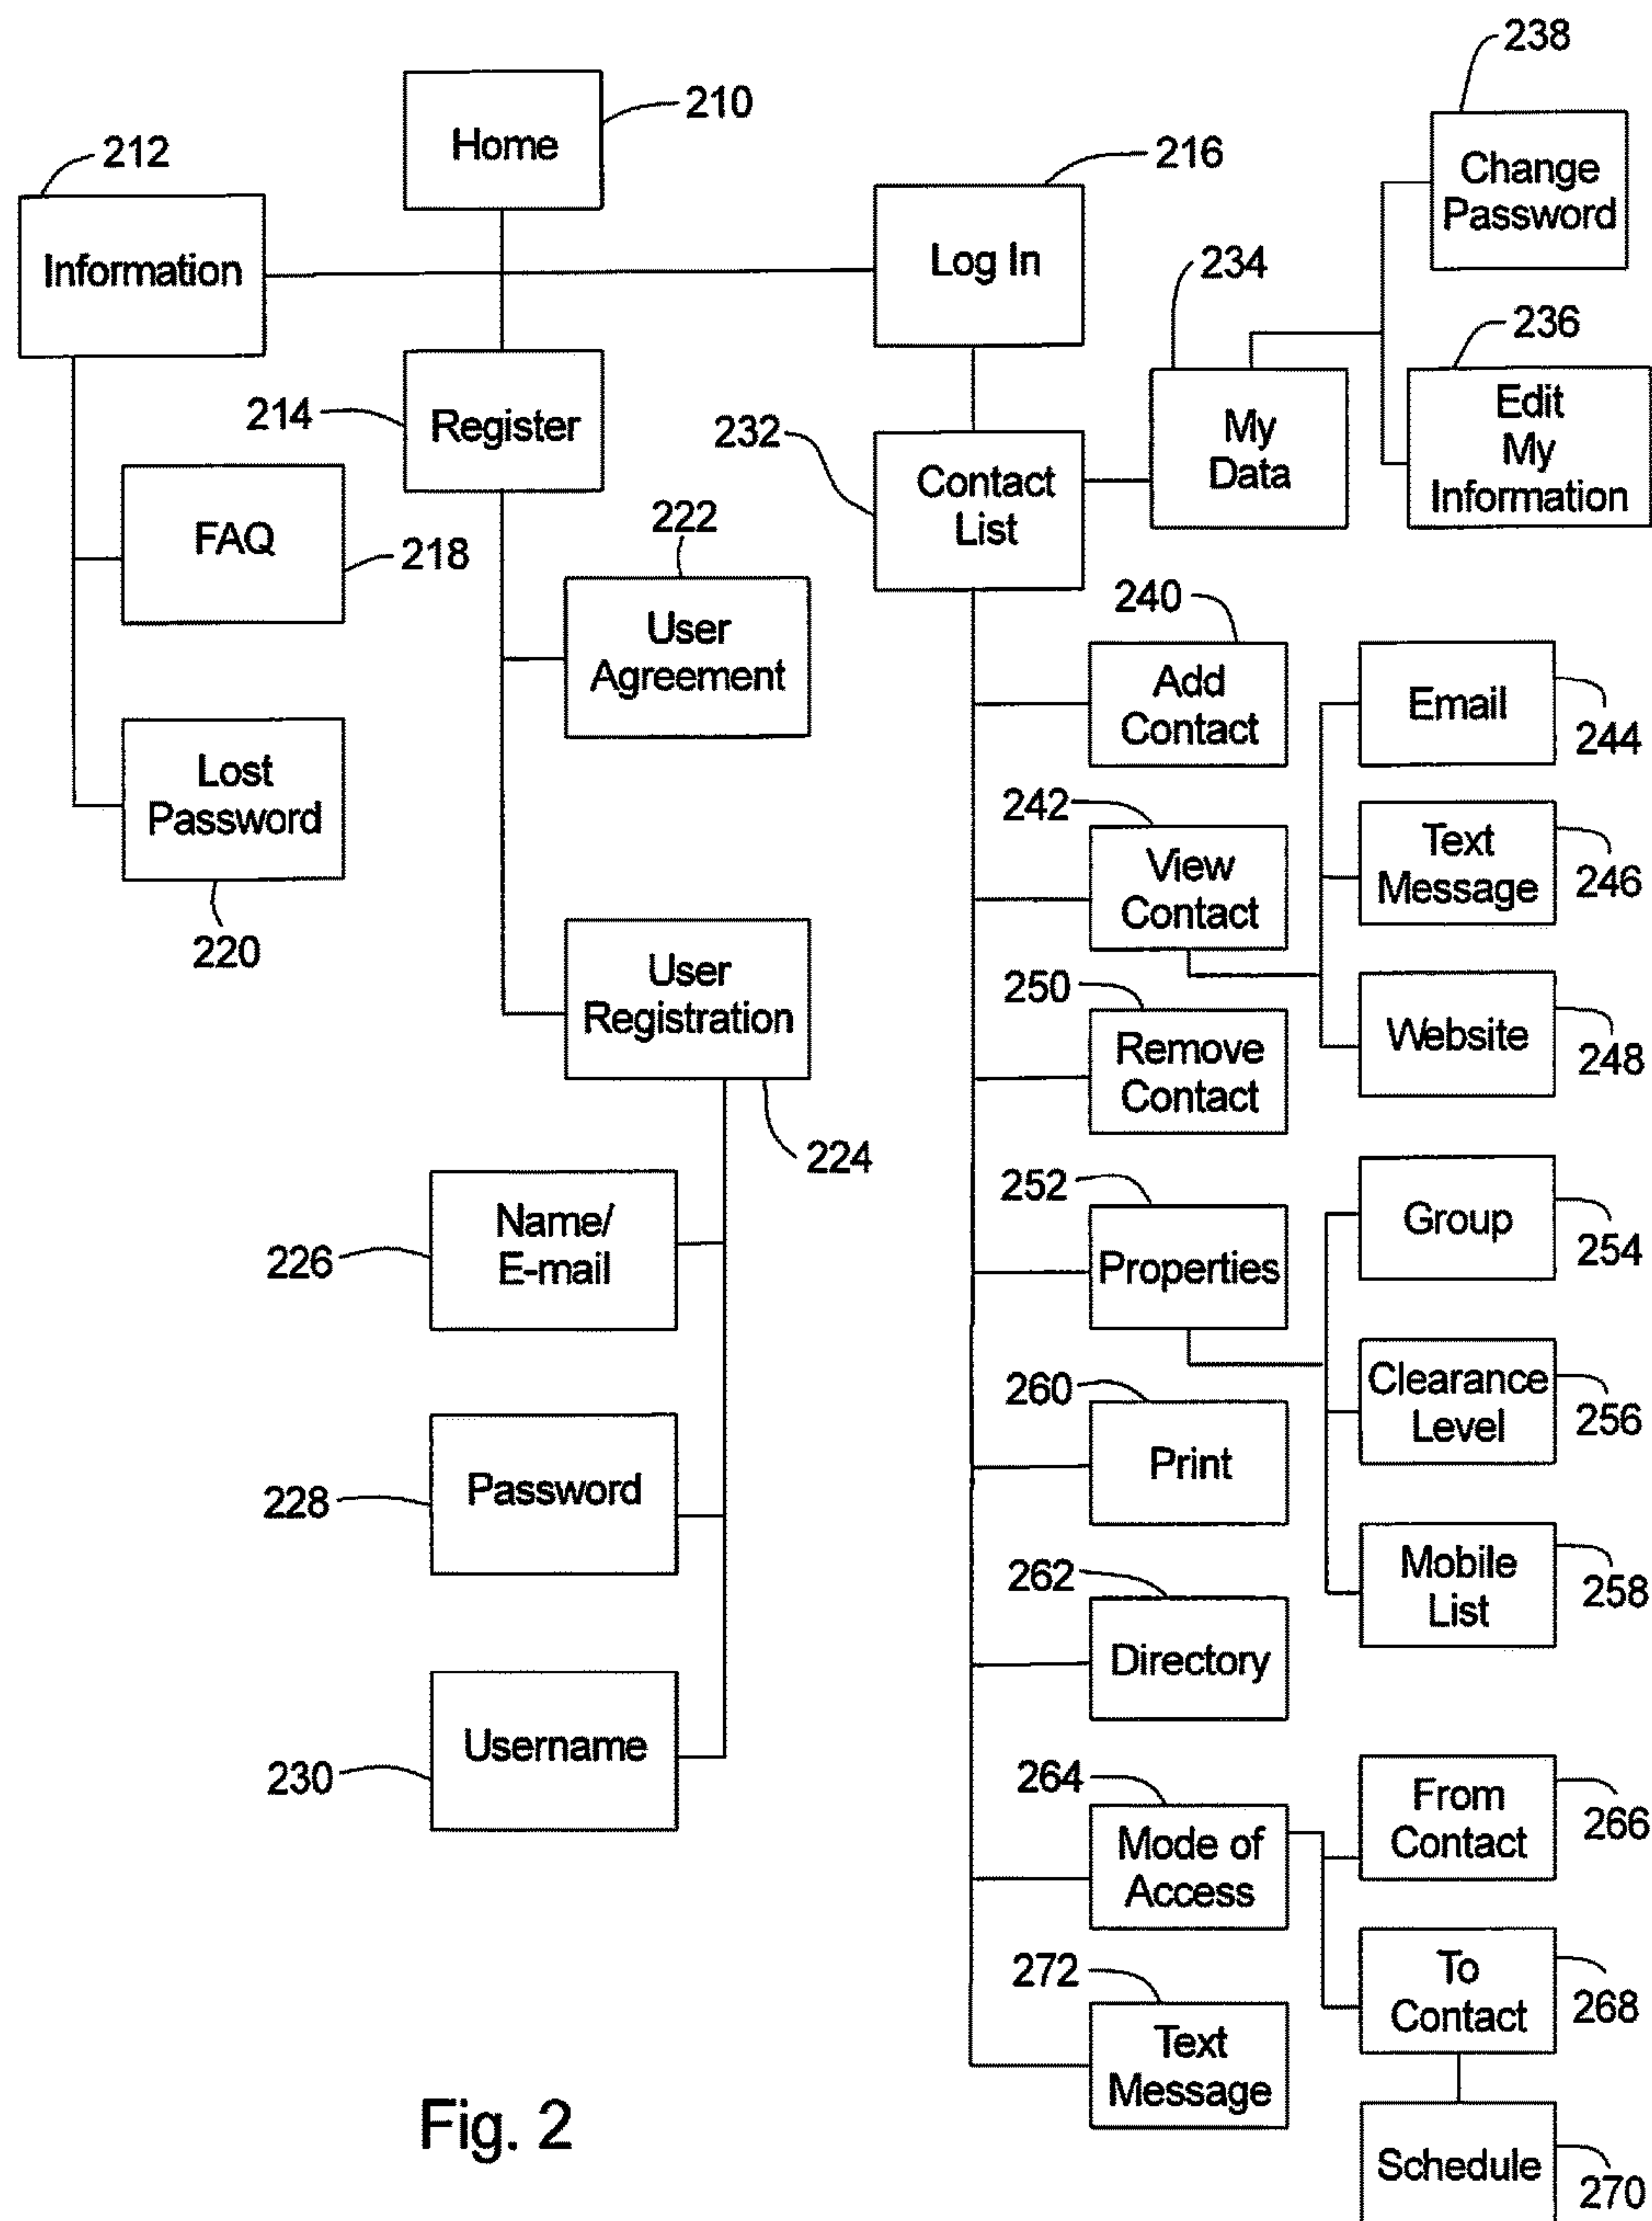 238
210
Home
212
216
Change
Password
Information
Log In
234
236
214
Register
232
My
Data
Edit
My
Information
Contact
List
FAQ
218
222
User
Agreement
240
Add
Contact
Email
244
Lost
Password
220
242
View
Contact
Text
Message
246
User
Registration
224
250
Remove
Contact
Website
248
252
Properties
Group
254
226
Name/
E-mail
Clearance
Level
256
260
Print
228
Password
Mobile
List
258
262
Directory
230
Username
264
Mode of
Access
From
Contact
266
272
Text
Message
To
Contact
268
Schedule
270
Fig. 2